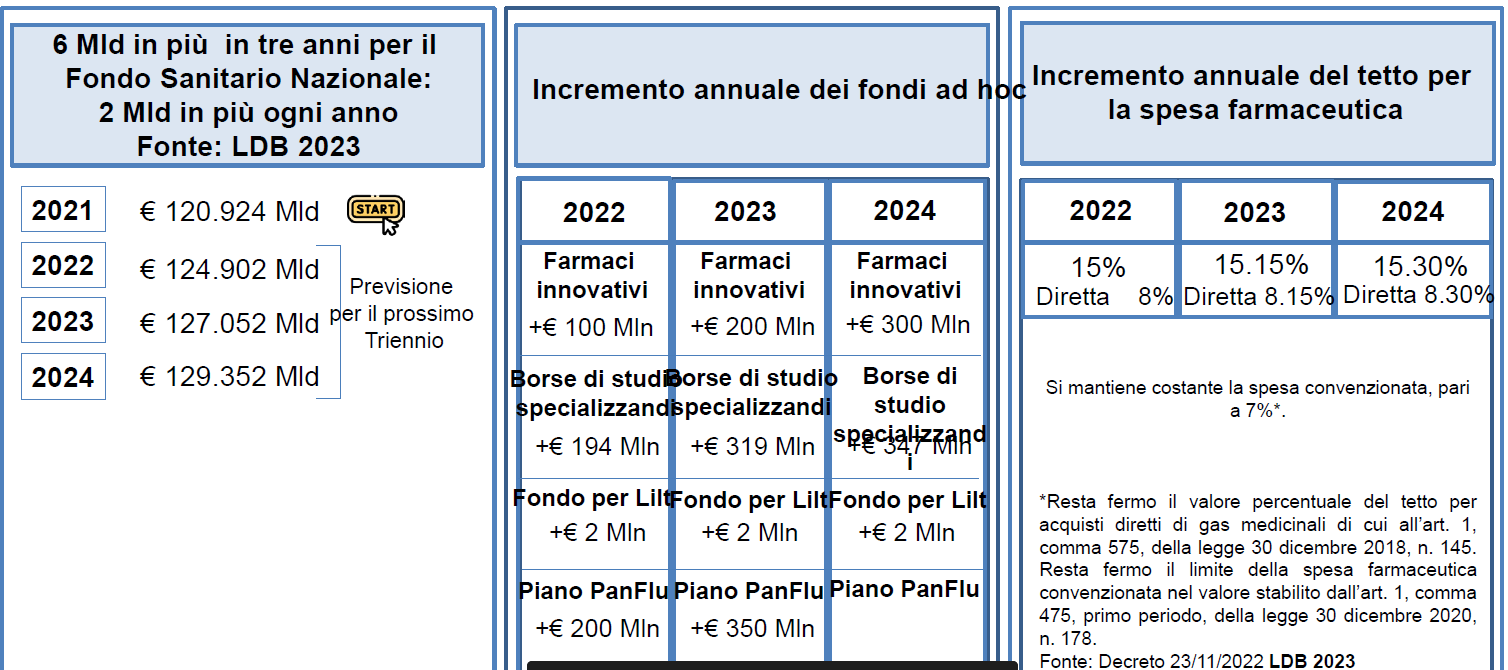 6 Mld in più in tre anni per il
Fondo Sanitario Nazionale:
2 Mld in più ogni anno
Fonte: LDB 2023
2021
€ 120.924 Mld
START
2022
€ 124.902 Mld
2023
€ 127.052 Mld
2024
€ 129.352 Mld
Previsione
per il prossimo
Triennio
Incremento annuale dei fondi ad hoc
2022
2023
2024
Farmaci
innovativi
+€ 100 Mln
Farmaci
innovativi
+€ 200 Mln
Farmaci
innovativi
+€ 300 Mln
Borse di studio
specializzandi
+€ 194 Mln
Borse di studio
specializzandi
+€ 319 Mln
Borse di
studio
specializzand
i
+€ 347 Mln
Fondo per Lilt
+€ 2 Mln
Fondo per Lilt
+€ 2 Mln
Fondo per Lilt
+€ 2 Mln
Piano PanFlu
+€ 200 Mln
Piano PanFlu
+€ 350 Mln
Piano PanFlu
Incremento annuale del tetto per
la spesa farmaceutica
2022
2023
2024
15%
Diretta 8%
15.15%
Diretta 8.15%
15.30%
Diretta 8.30%
Si mantiene costante la spesa convenzionata, pari
a 7%*.
*Resta fermo il valore percentuale del tetto per
acquisti diretti di gas medicinali di cui all’art. 1,
comma 575, della legge 30 dicembre 2018, n. 145.
Resta fermo il limite della spesa farmaceutica
convenzionata nel valore stabilito dall’art. 1, comma
475, primo periodo, della legge 30 dicembre 2020,
n. 178.
Fonte: Decreto 23/11/2022 LDB 2023